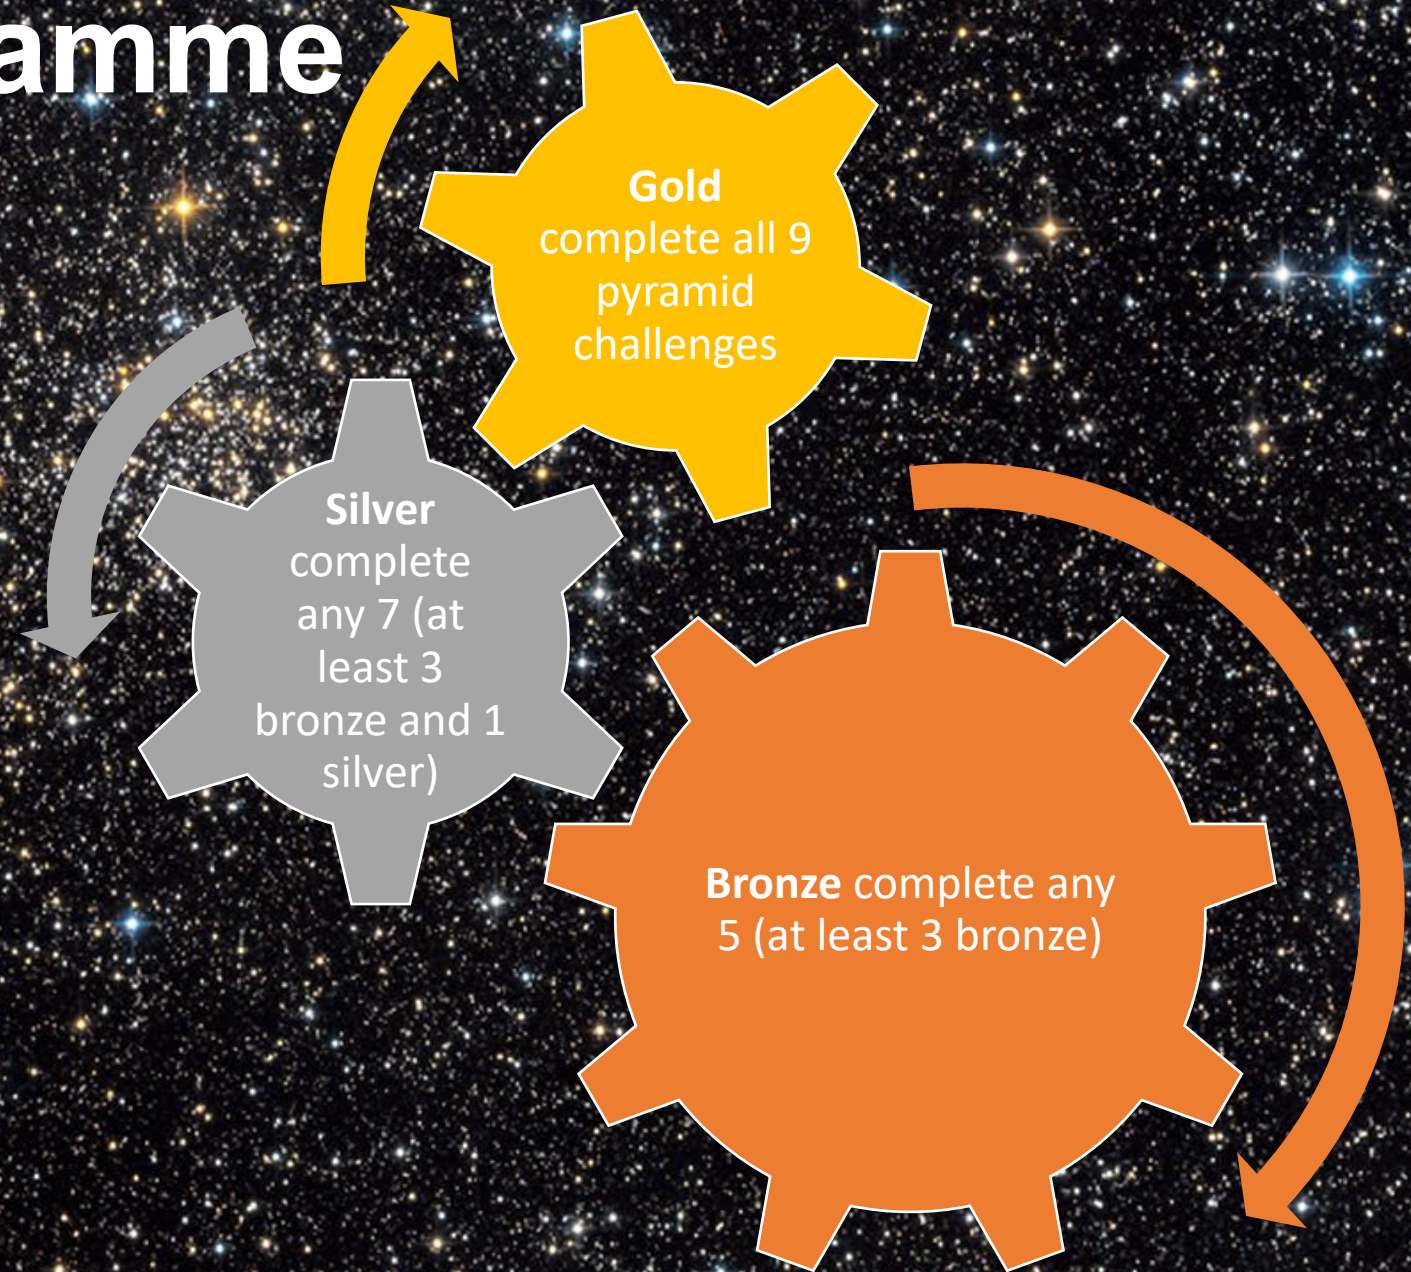 amme
Gold
complete all 9
pyramid
challenges
Silver
complete
any 7 (at
least 3
bronze and 1
silver)
Bronze complete any
5 (at least 3 bronze)